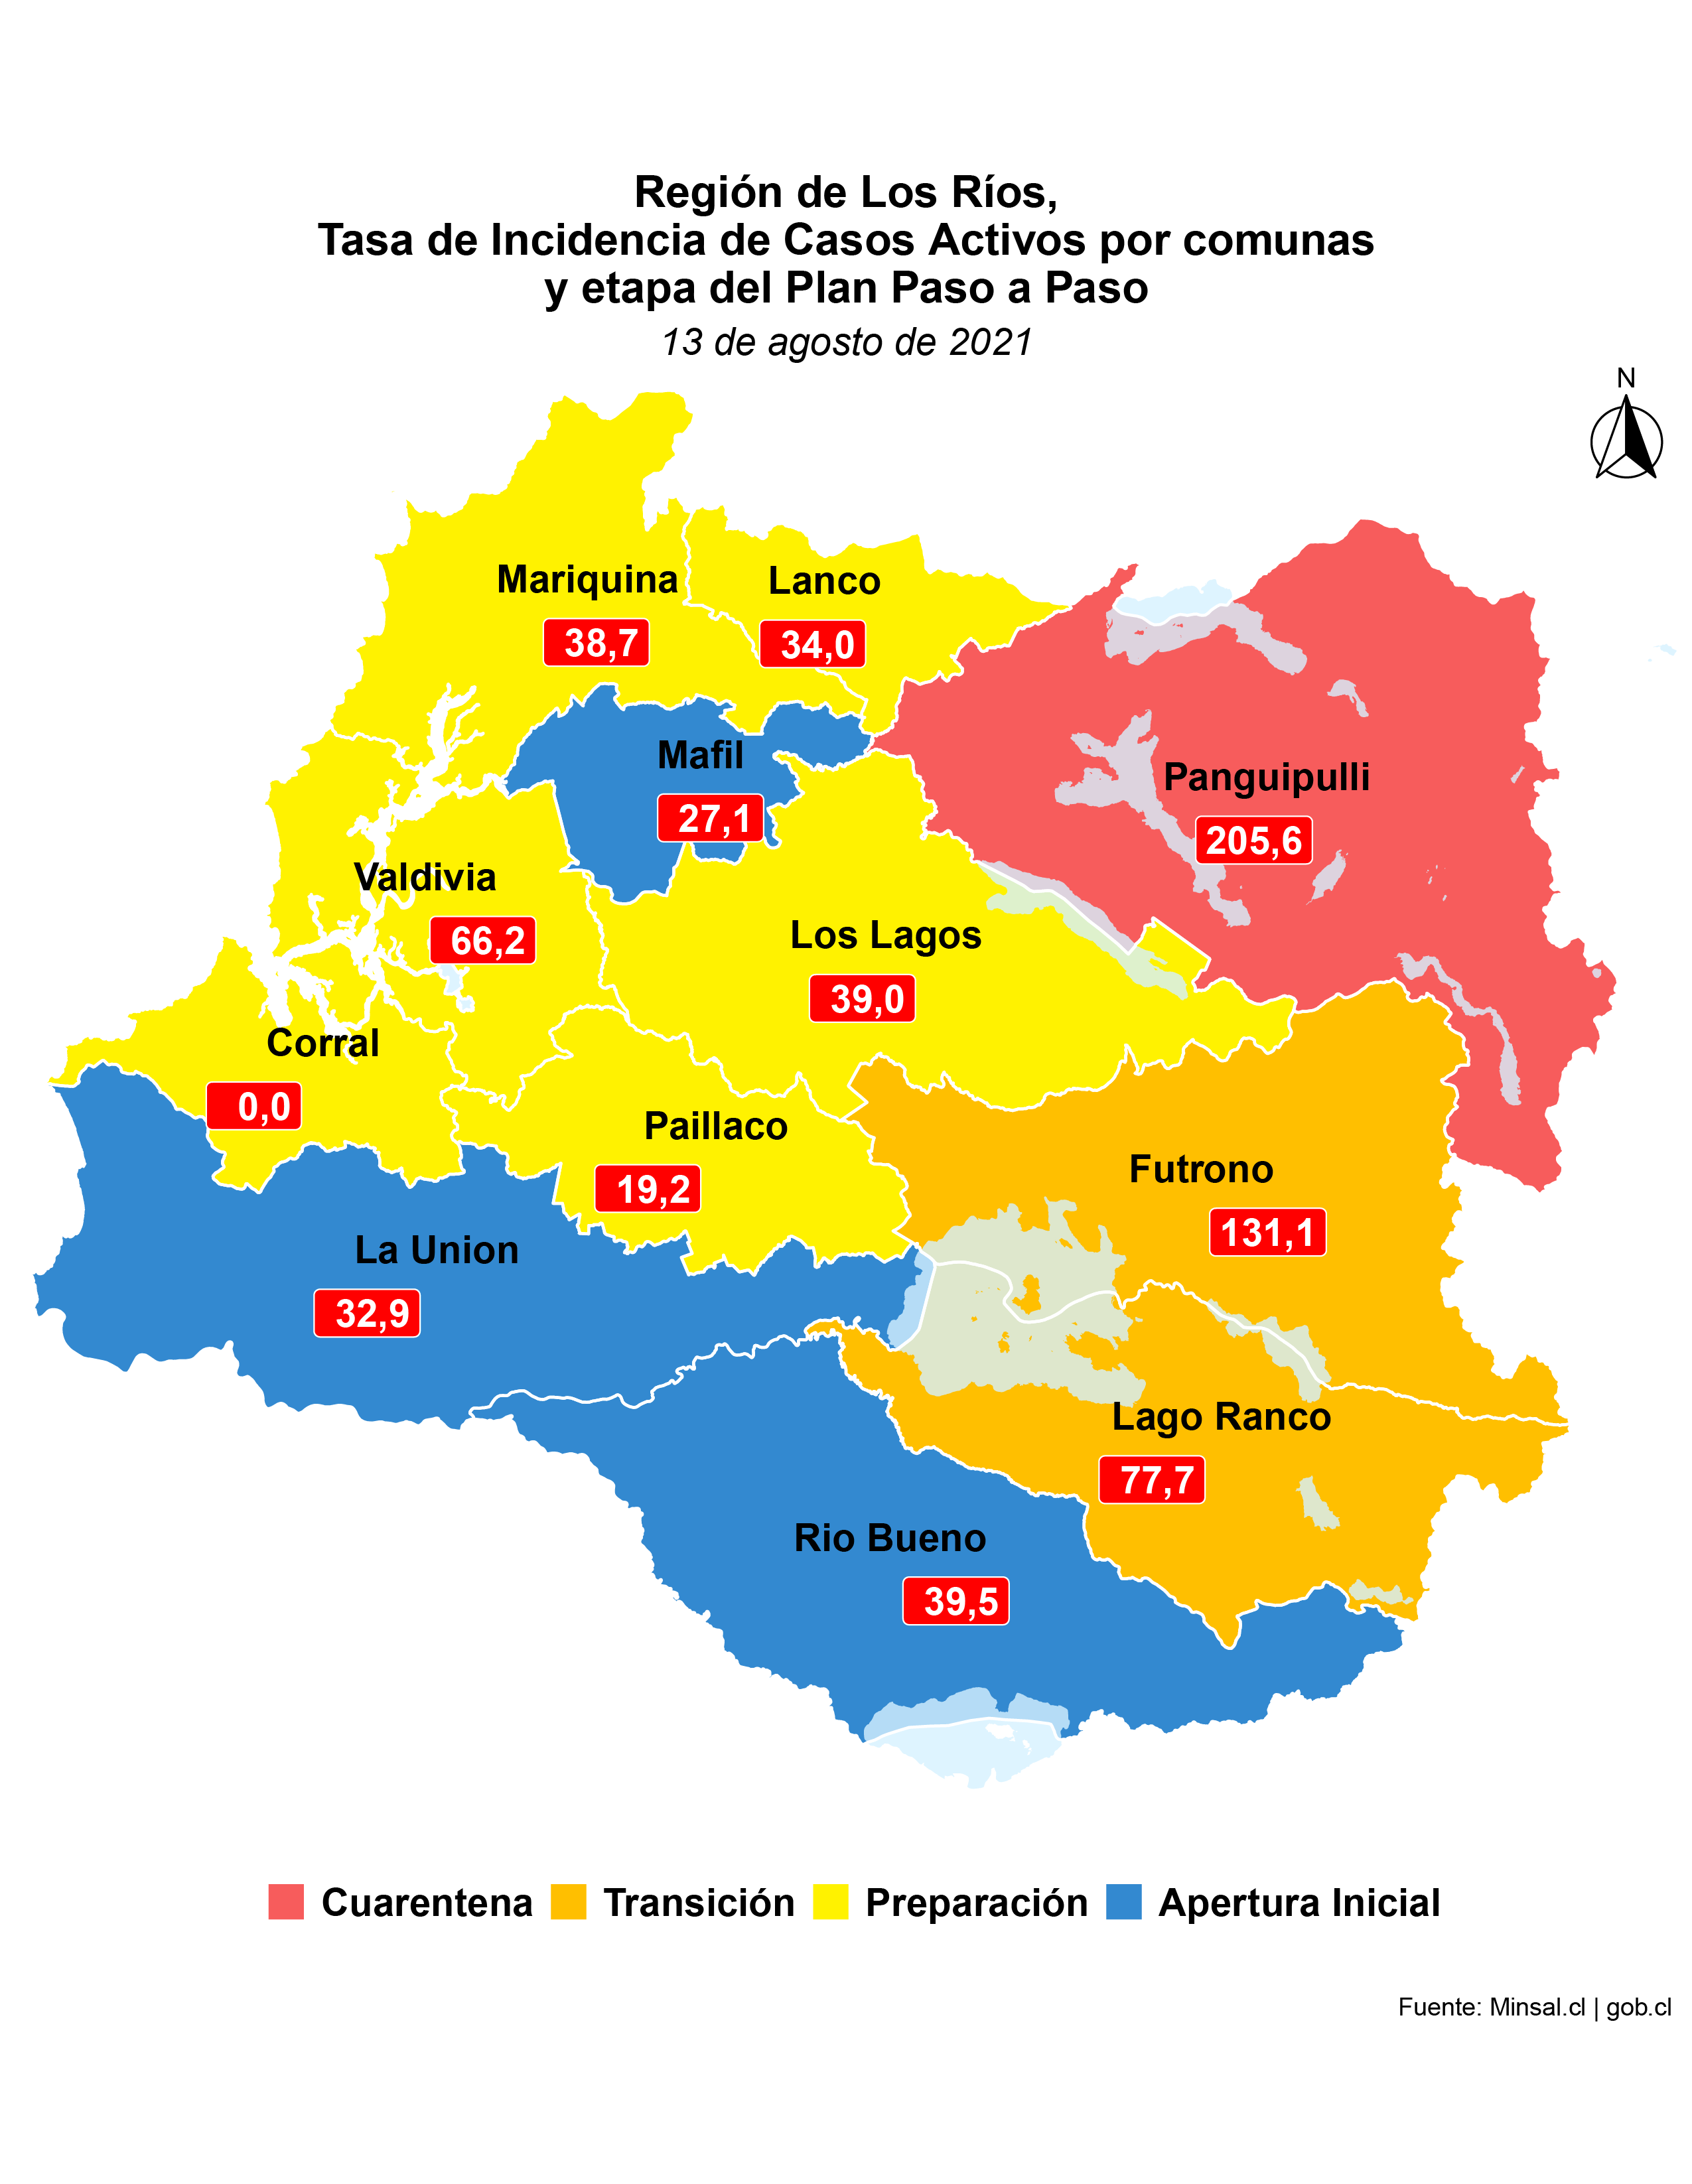 Región de Los Ríos,
Tasa de Incidencia de Casos Activos por comunas
y etapa del Plan Paso a Paso
13 de agosto de 2021
N
Mariquina
38,7
Lanco
34,0
Mafil
27,1
Panguipulli
205,6
Valdivia
66,2
Los Lagos
39,0
Corral
0,0
Paillaco
19,2
Futrono
131,1
La Union
32,9
Lago Ranco
77,7
Rio Bueno
39,5
Cuarentena Transición Preparación Apertura Inicial
Fuente: Minsal.cl | gob.cl